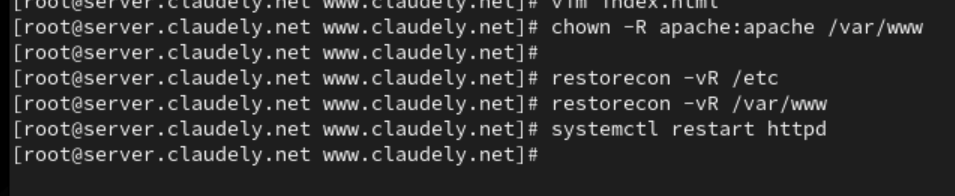 [root@server.claudely.net www.claudely.net]# vim index.html
[root@server.claudely.net www.claudely.net]# chown -R apache:apache /var/www
[root@server.claudely.net www.claudely.net]#
[root@server.claudely.net www.claudely.net]# restorecon -vR /etc
[root@server.claudely.net www.claudely.net]# restorecon -vR /var/www
[root@server.claudely.net www.claudely.net]# systemctl restart httpd
[root@server.claudely.net www.claudely.net]#